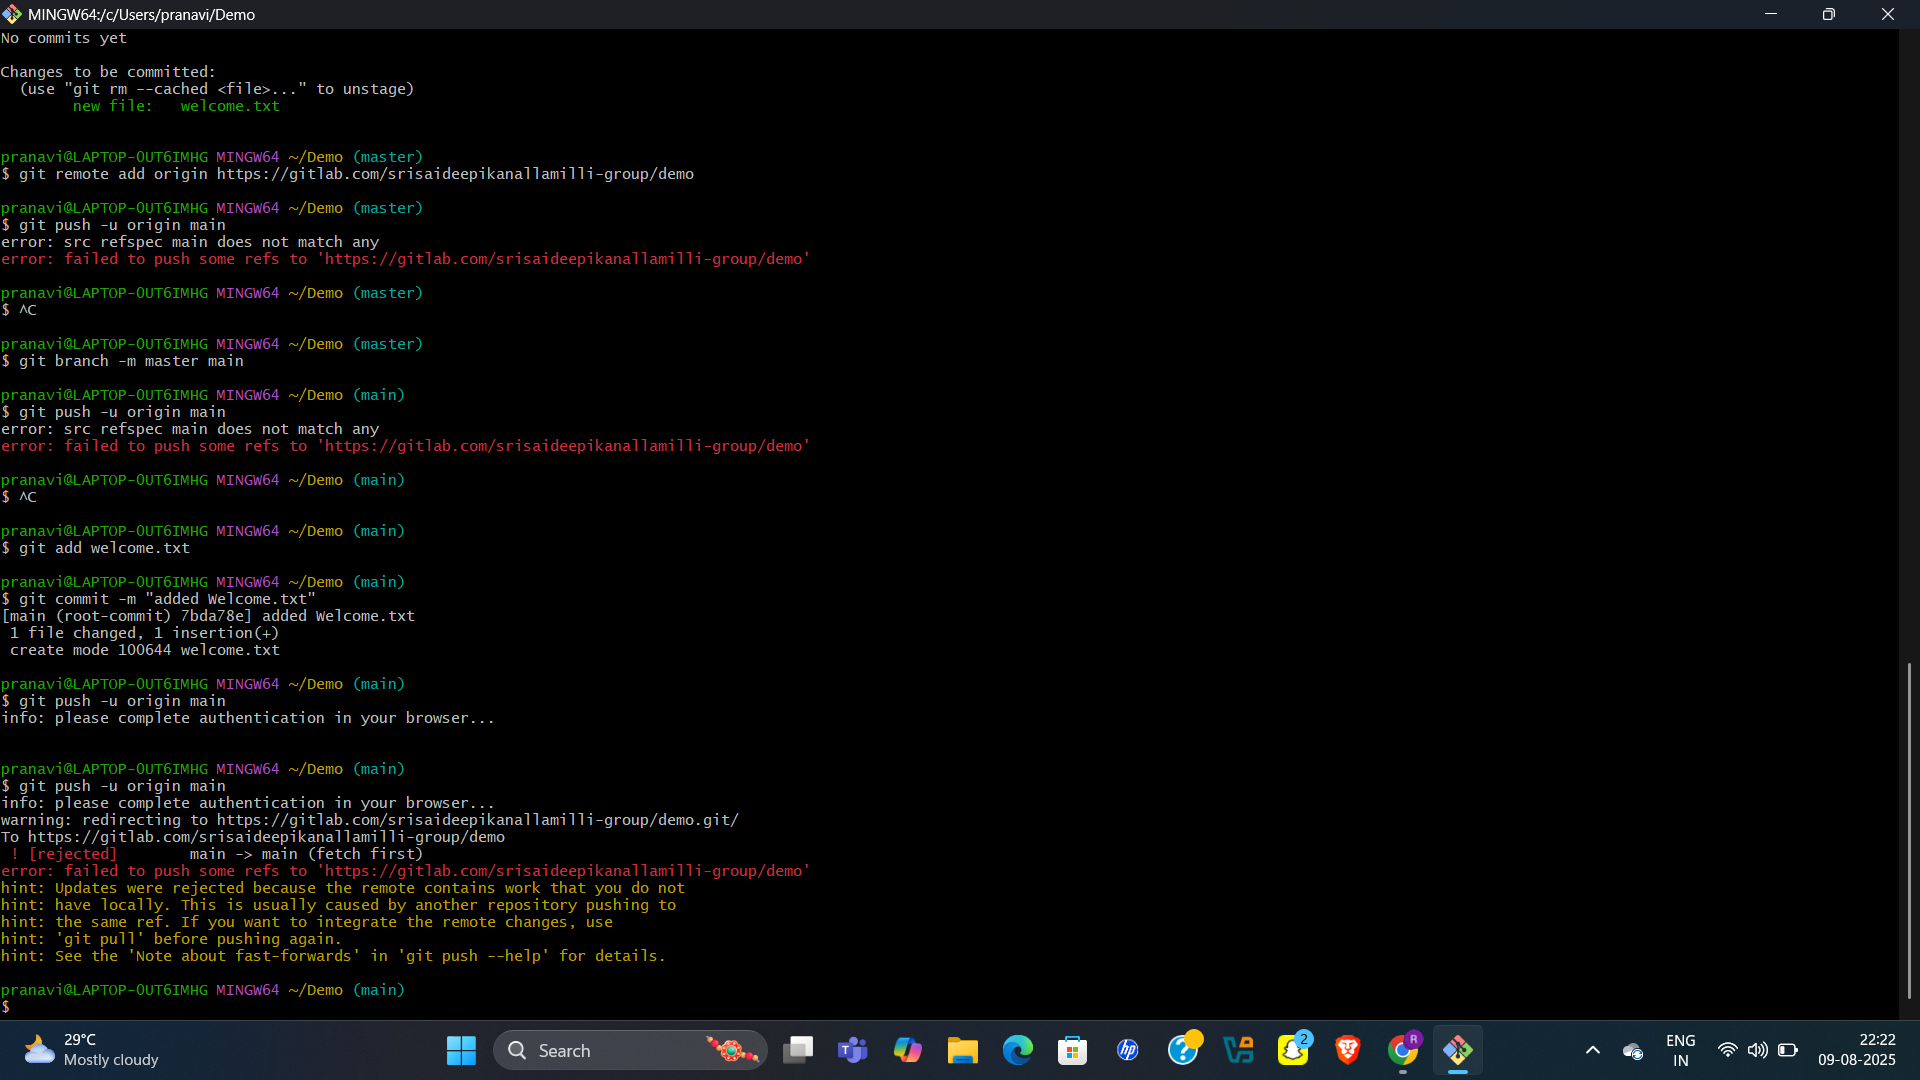 MINGW64:/c/Users/pranavi/Demo
No commits yet
Changes to be committed:
(use "git rm --cached <file>..." to unstage)
new file:   welcome.txt
pranavi@LAPTOP-OUT6IMHG MINGW64 ~/Demo (master)
$ git remote add origin https://gitlab.com/srisaideepikanallamilli-group/demo
pranavi@LAPTOP-OUT6IMHG MINGW64 ~/Demo (master)
$ git push -u origin main
error: src refspec main does not match any
error: failed to push some refs to 'https://gitlab.com/srisaideepikanallamilli-group/demo'
pranavi@LAPTOP-OUT6IMHG MINGW64 ~/Demo (master)
$ ^C
pranavi@LAPTOP-OUT6IMHG MINGW64 ~/Demo (master)
$ git branch -m master main
pranavi@LAPTOP-OUT6IMHG MINGW64 ~/Demo (main)
$ git push -u origin main
error: src refspec main does not match any
error: failed to push some refs to 'https://gitlab.com/srisaideepikanallamilli-group/demo'
pranavi@LAPTOP-OUT6IMHG MINGW64 ~/Demo (main)
$ ^C
pranavi@LAPTOP-OUT6IMHG MINGW64 ~/Demo (main)
$ git add welcome.txt
pranavi@LAPTOP-OUT6IMHG MINGW64 ~/Demo (main)
$ git commit -m "added Welcome.txt"
[main (root-commit) 7bda78e] added Welcome.txt
1 file changed, 1 insertion(+)
create mode 100644 welcome.txt
pranavi@LAPTOP-OUT6IMHG MINGW64 ~/Demo (main)
$ git push -u origin main
info: please complete authentication in your browser...
pranavi@LAPTOP-OUT6IMHG MINGW64 ~/Demo (main)
$ git push -u origin main
info: please complete authentication in your browser...
warning: redirecting to https://gitlab.com/srisaideepikanallamilli-group/demo.git/
To https://gitlab.com/srisaideepikanallamilli-group/demo
! [rejected]        main -> main (fetch first)
error: failed to push some refs to 'https://gitlab.com/srisaideepikanallamilli-group/demo'
hint: Updates were rejected because the remote contains work that you do not
hint: have locally. This is usually caused by another repository pushing to
hint: the same ref. If you want to integrate the remote changes, use
hint: 'git pull' before pushing again.
hint: See the 'Note about fast-forwards' in 'git push --help' for details.
pranavi@LAPTOP-OUT6IMHG MINGW64 ~/Demo (main)
$
29°C
Mostly cloudy
Search
T
hp
?
2
R
ENG
IN
22:22
09-08-2025